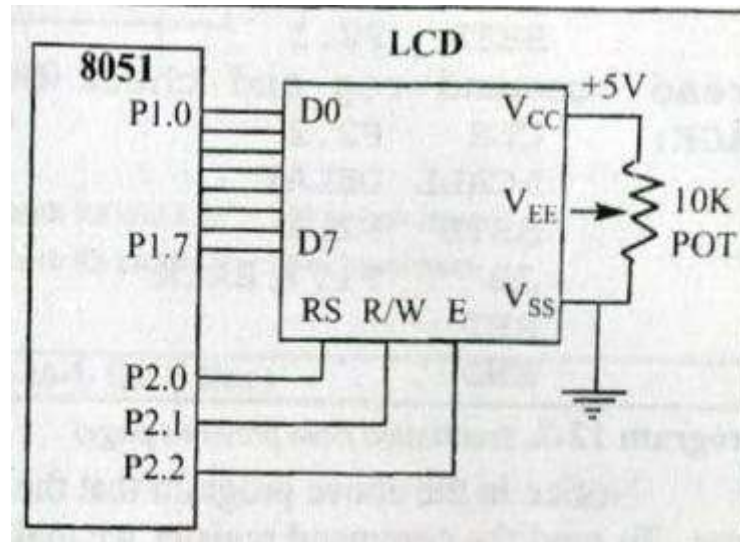 LCD
8051
+5V
P1.0
D0
VCC
VEE
10K
POT
P1.7
D7
VSS
RS R/W E
P2.0
P2.1
P2.2